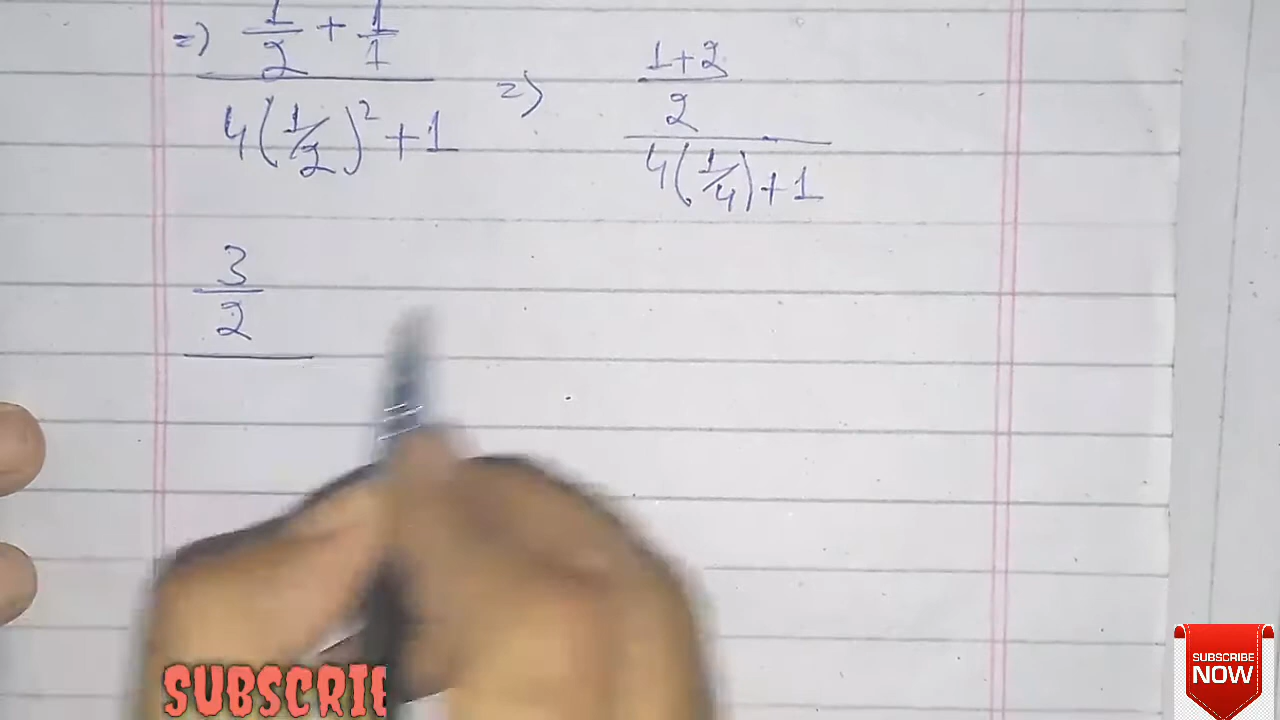 => 1/2 + 1/1
4(1/2)² + 1
=> 1+2
2
4(1/4) + 1
3
2
SUBSCRIBE
NOW